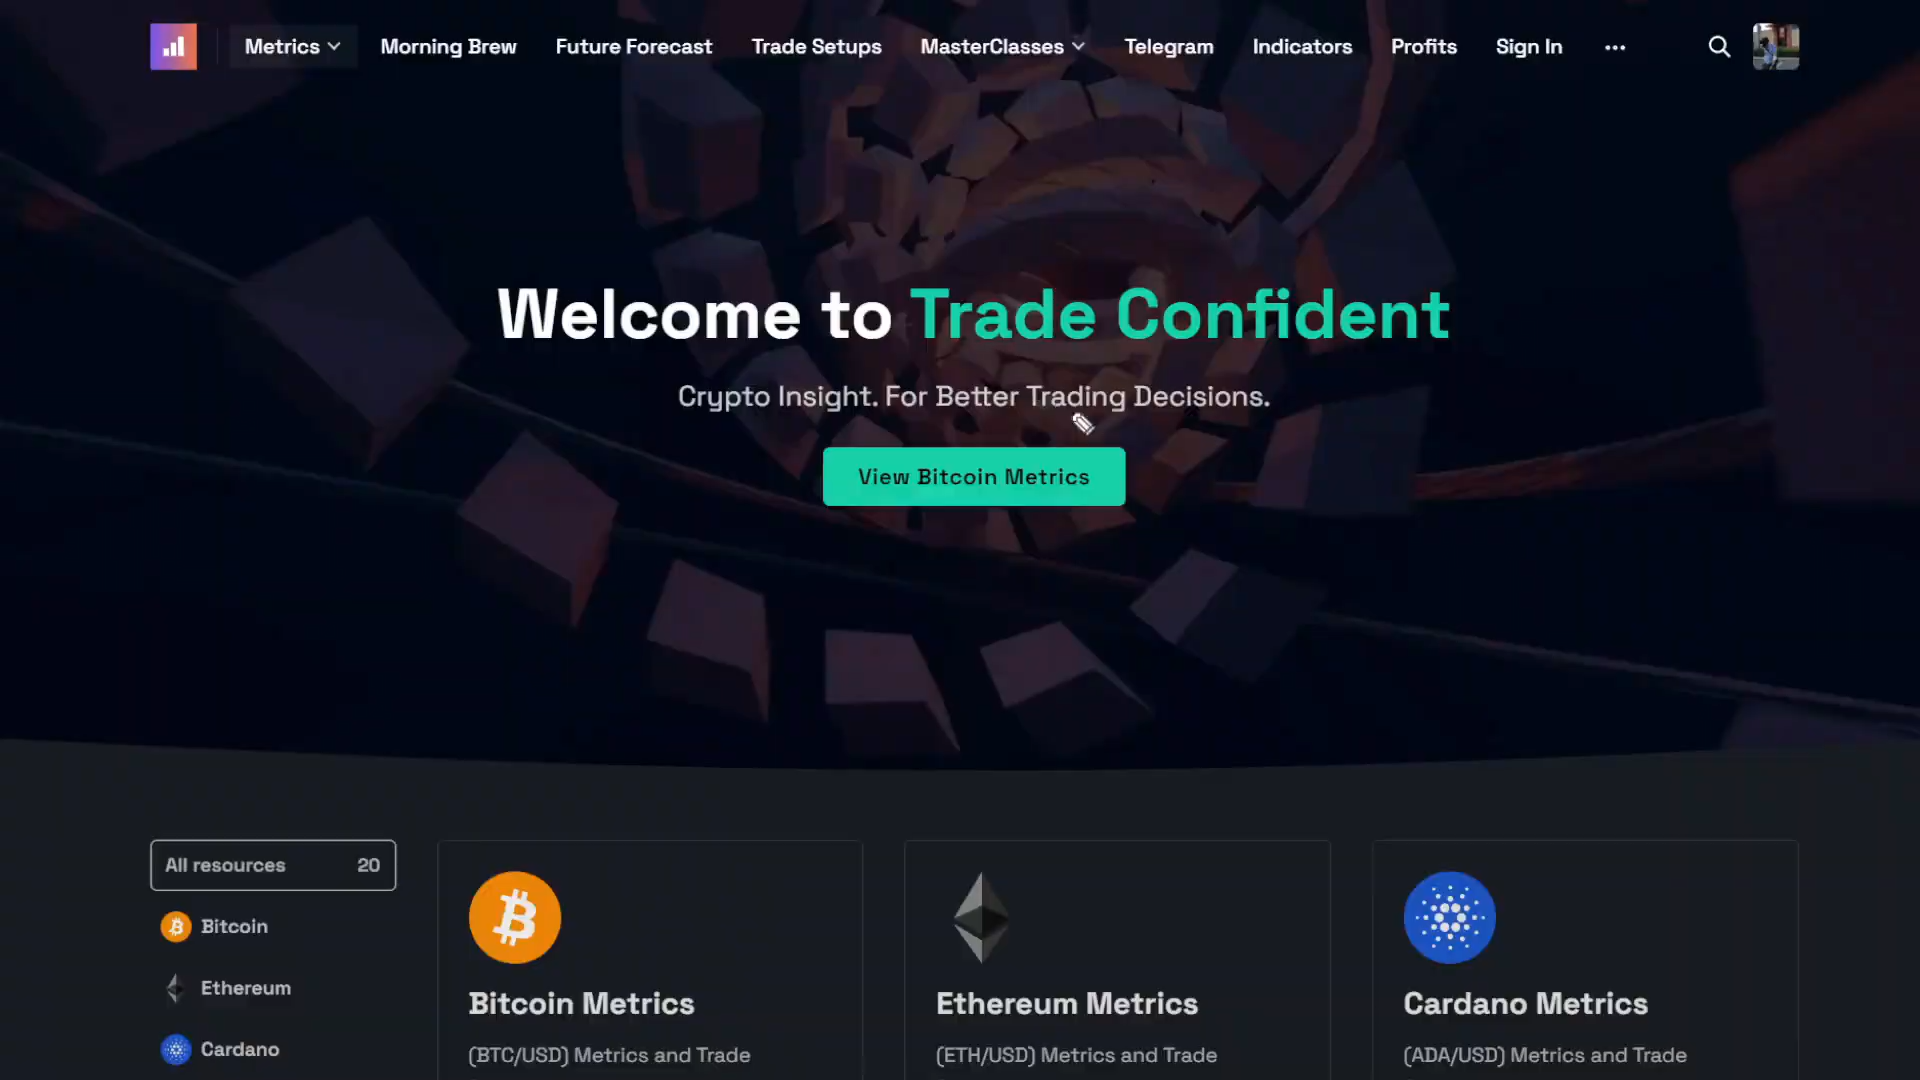 Metrics
Morning Brew
Future Forecast
Trade Setups
MasterClasses
Telegram
Indicators
Profits
Sign In
Welcome to Trade Confident
Crypto Insight. For Better Trading Decisions.
View Bitcoin Metrics
All resources 20
Bitcoin
Ethereum
Cardano
Bitcoin Metrics
(BTC/USD) Metrics and Trade
Ethereum Metrics
(ETH/USD) Metrics and Trade
Cardano Metrics
(ADA/USD) Metrics and Trade